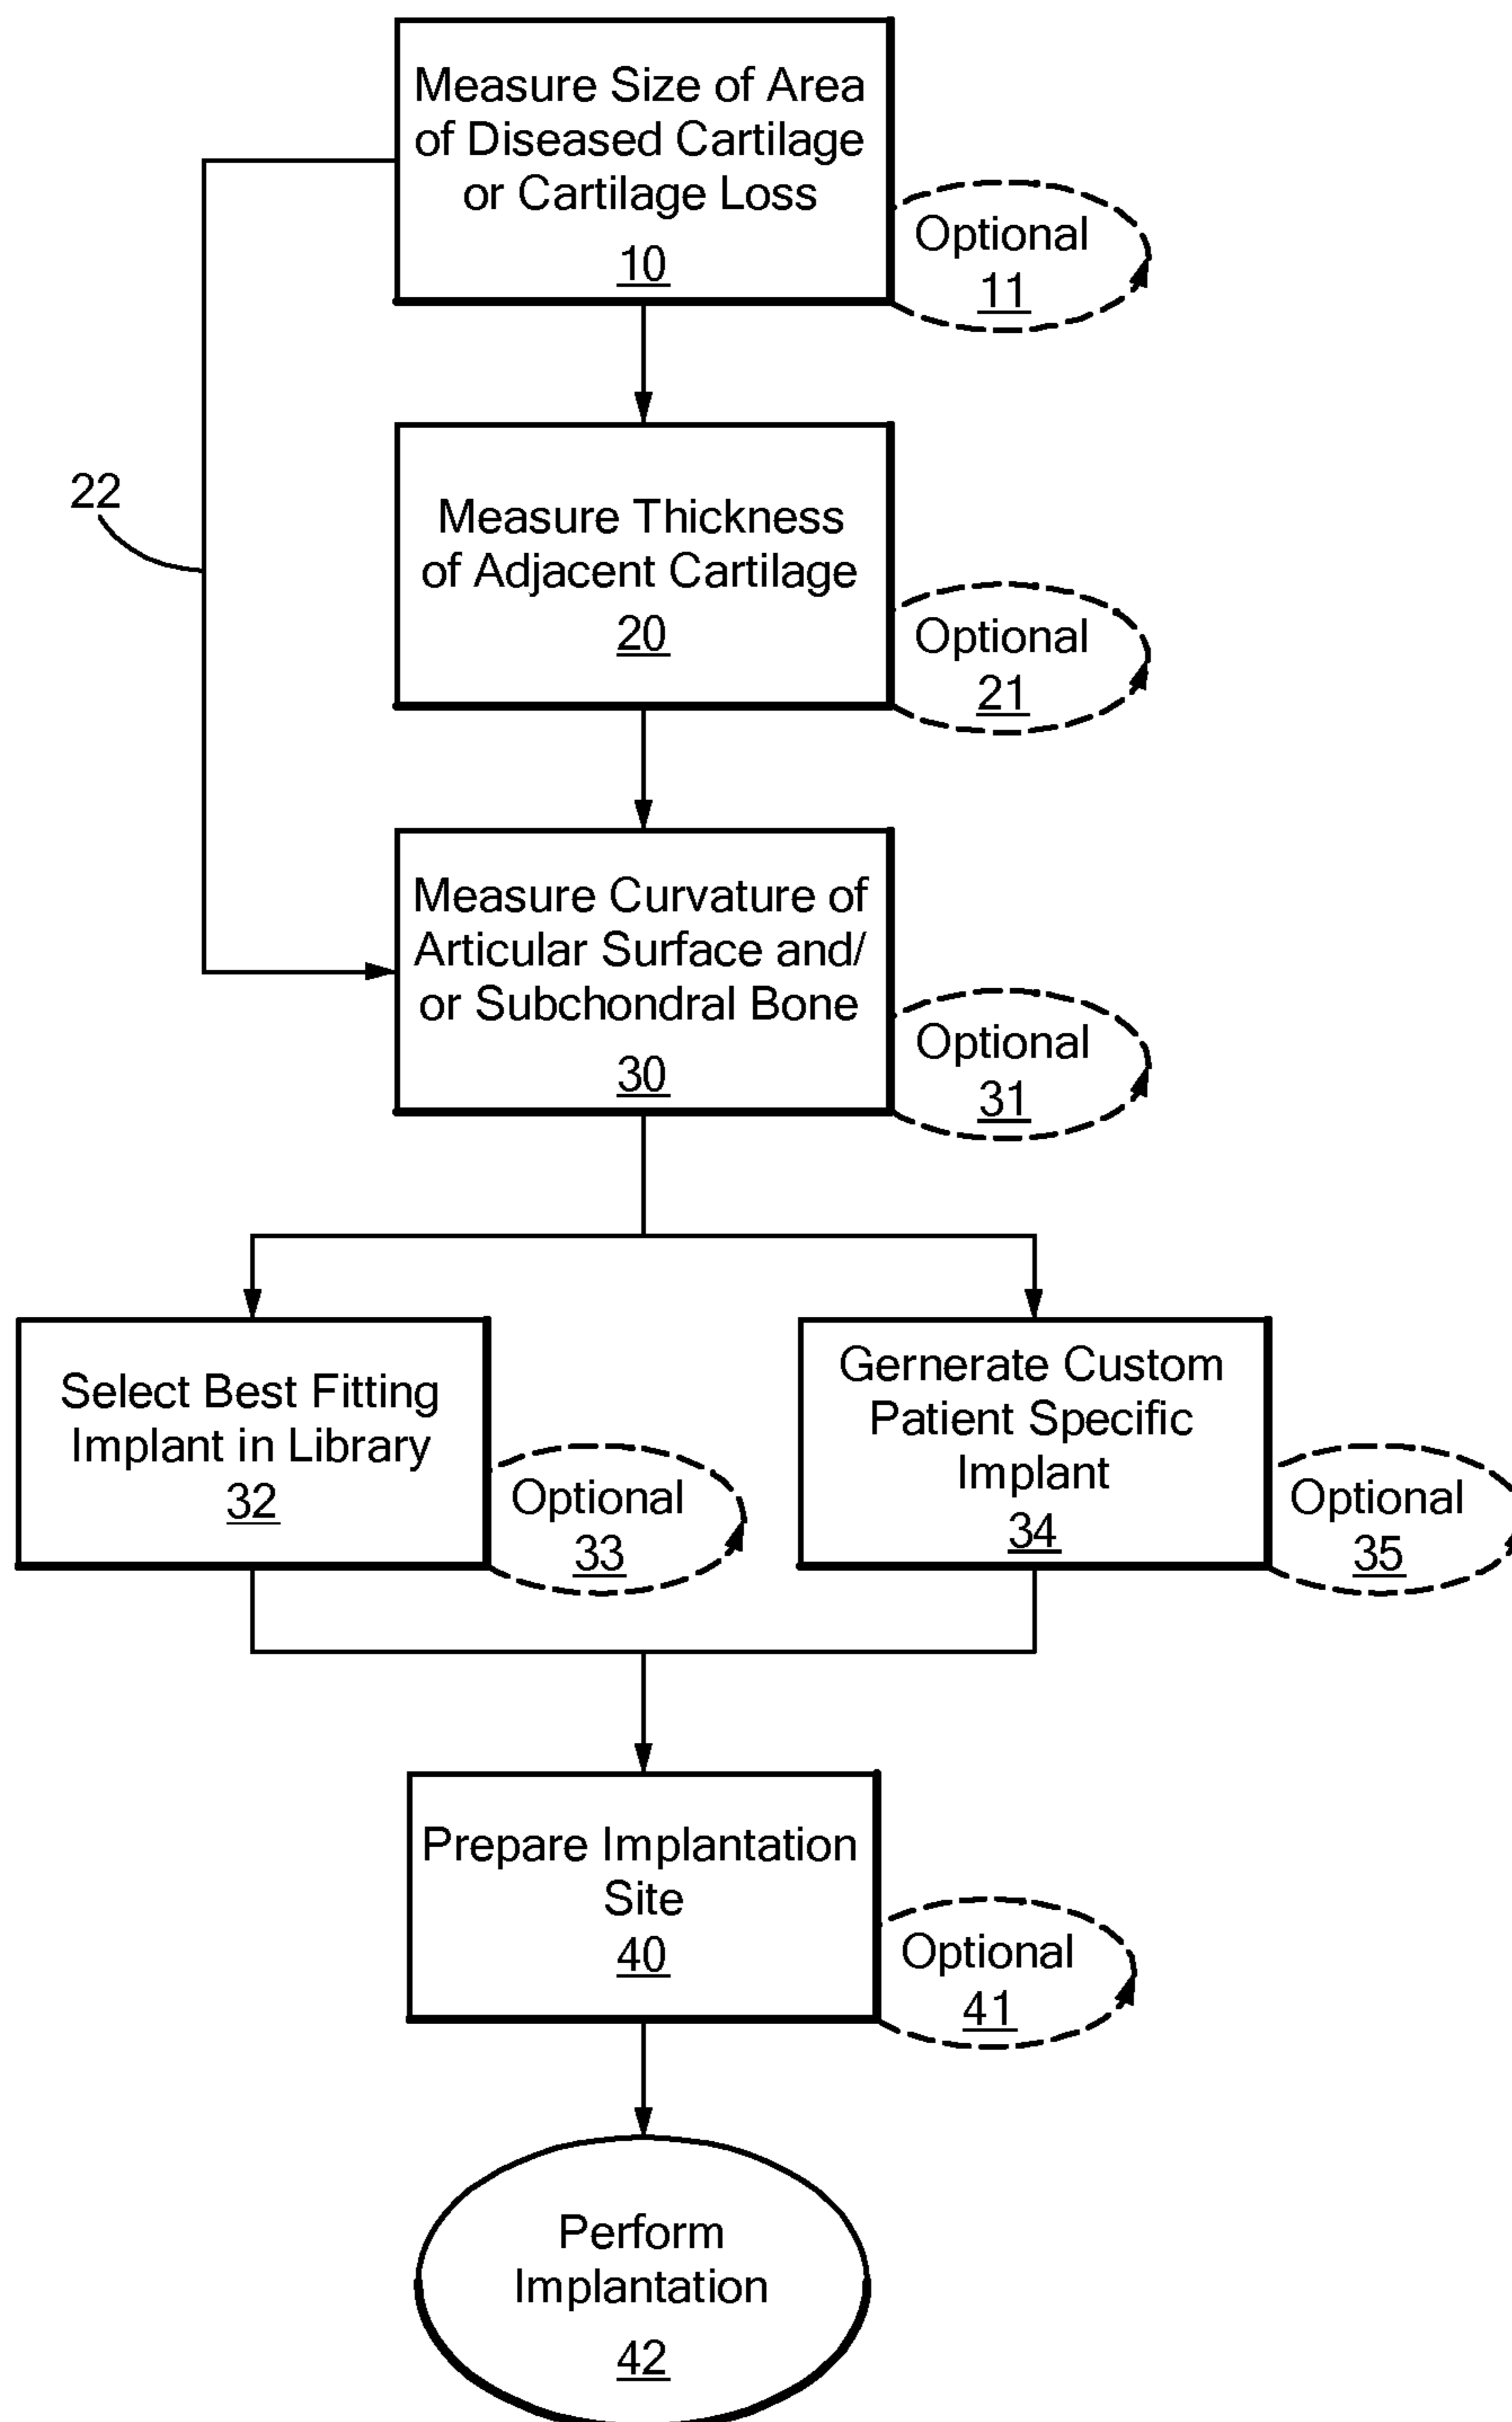 Measure Size of Area
of Diseased Cartilage
or Cartilage Loss
10
Optional
11
22
Measure Thickness
of Adjacent Cartilage
20
Optional
21
Measure Curvature of
Articular Surface and/
or Subchondral Bone
30
Optional
31
Select Best Fitting
Implant in Library
32
Optional
33
Gernerate Custom
Patient Specific
Implant
34
Optional
35
Prepare Implantation
Site
40
Optional
41
Perform
Implantation
42